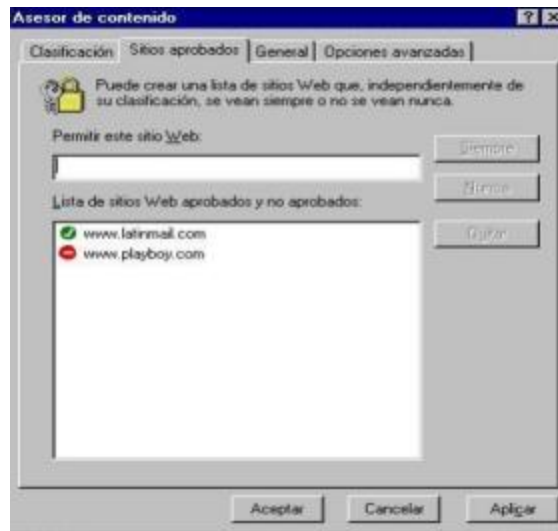 Asesor de contenido
Clasificación Sitios aprobados General Opciones avanzadas
Puede crear una lista de sitios Web que, independientemente de
su clasificación, se vean siempre o no se vean nunca.
Permitir este sitio Web:
Siempre
Nunca
Lista de sitios Web aprobados y no aprobados:
Quitar
www.latinmail.com
www.playboy.com
Aceptar Cancelar Aplicar